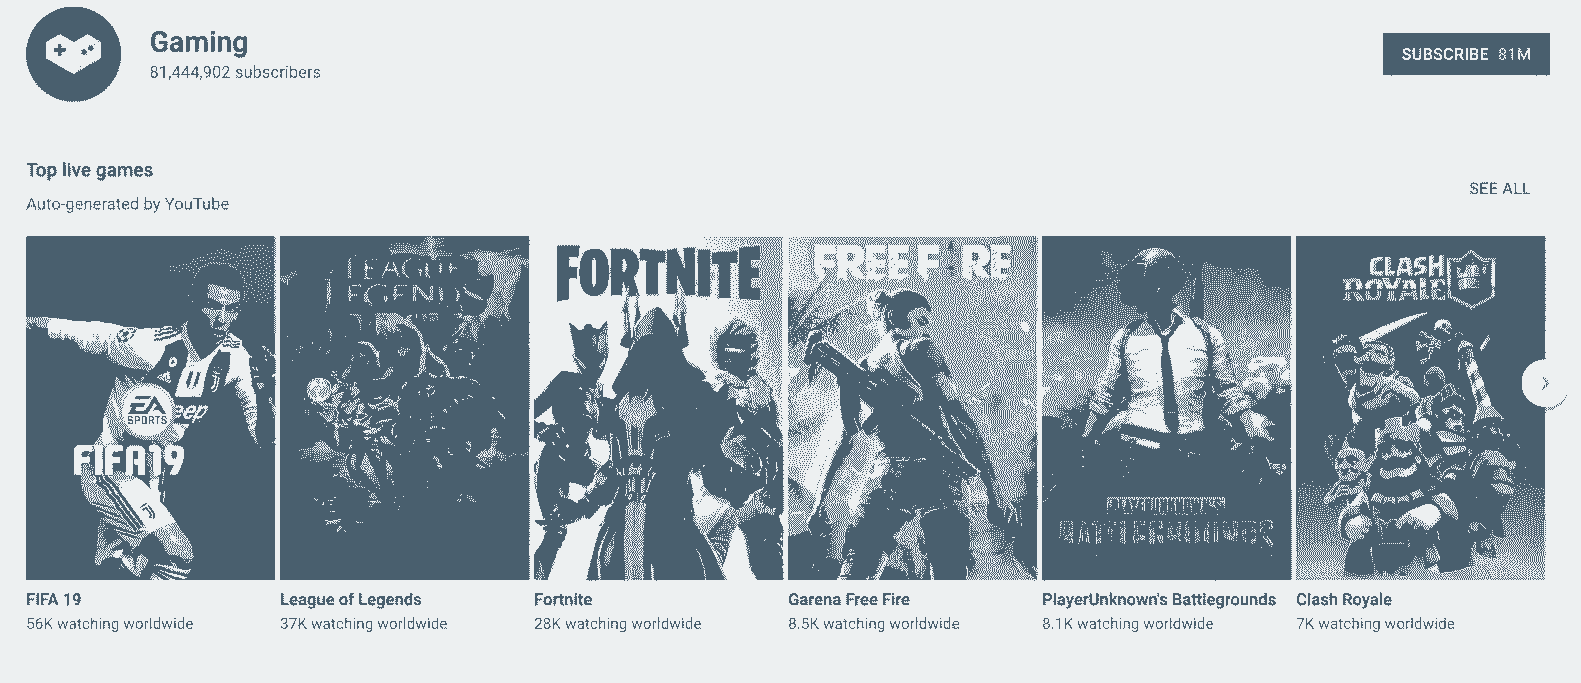 Gaming
81,444,902 subscribers
SUBSCRIBE 81M
Top live games
Auto-generated by YouTube
SEE ALL
EA
SPORTS
Jeep
FIFA19
LEAGUE
LEGENDS
FORTNITE
FREE FIRE
PLAYERUNKNOWN'S
BATTLEGROUNDS
CLASH
ROYALE
FIFA 19
56K watching worldwide
League of Legends
37K watching worldwide
Fortnite
28K watching worldwide
Garena Free Fire
8.5K watching worldwide
PlayerUnknown's Battlegrounds
8.1K watching worldwide
Clash Royale
7K watching worldwide